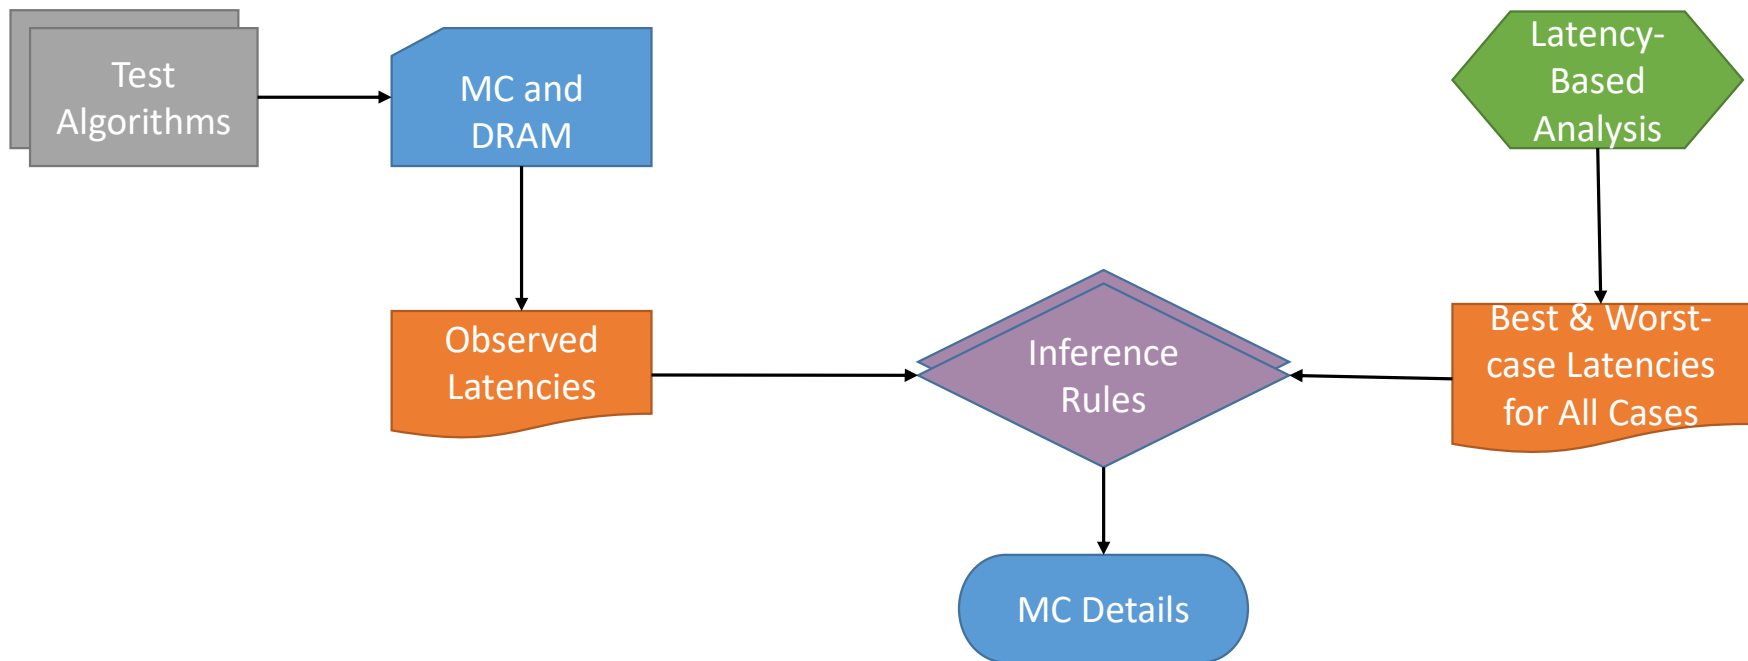 Test
Algorithms
MC and
DRAM
Latency-
Based
Analysis
Observed
Latencies
Inference
Rules
Best & Worst-
case Latencies
for All Cases
MC Details